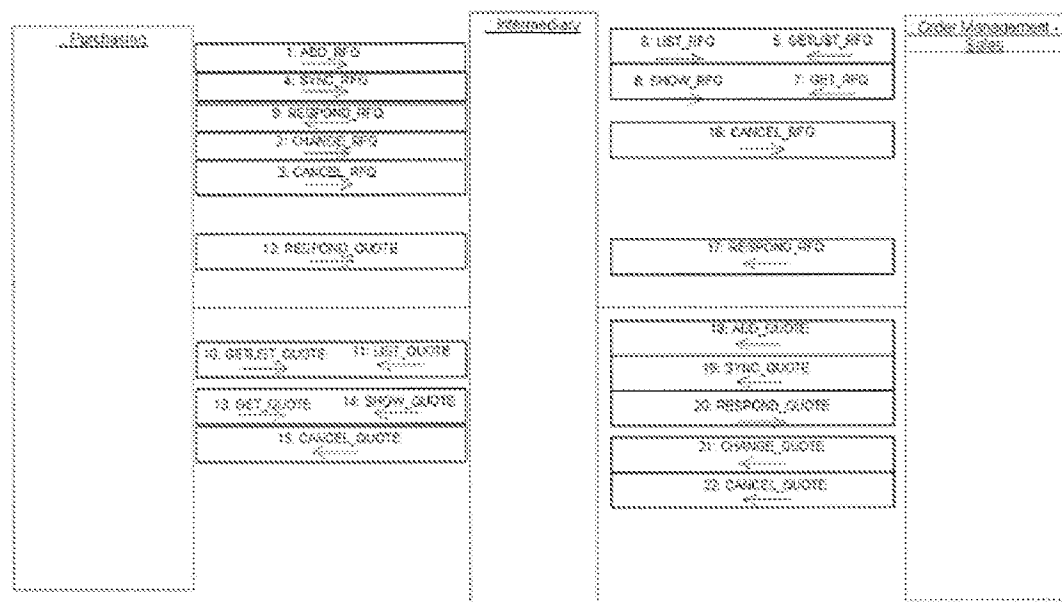 : Purchasing
: Intermediary
: Order Management -
Sales
1: ADD_RFQ
4: SYNC_RFQ
9: RESPOND_RFQ
2: CHANGE_RFQ
3: CANCEL_RFQ
12: RESPOND_QUOTE
10: GETLIST_QUOTE
11: LIST_QUOTE
13: GET_QUOTE
14: SHOW_QUOTE
15: CANCEL_QUOTE
LIST_RFQ
5: GETLIST_RFQ
8: SHOW_RFQ
7: GET_RFQ
16: CANCEL_RFQ
17: RESPOND_RFQ
18: ADD_QUOTE
19: SYNC_QUOTE
20: RESPOND_QUOTE
21: CHANGE_QUOTE
22: CANCEL_QUOTE